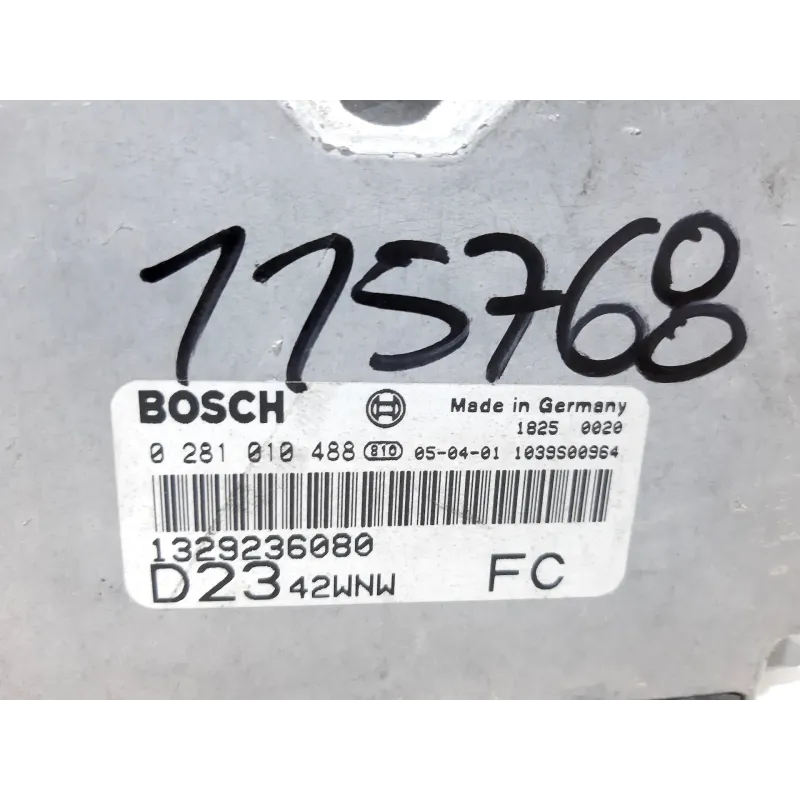 115768
BOSCH Made in Germany
1825 0020
0 281 010 488 810 05-04-01 1039S00964
1329236080
D23 42WNW FC